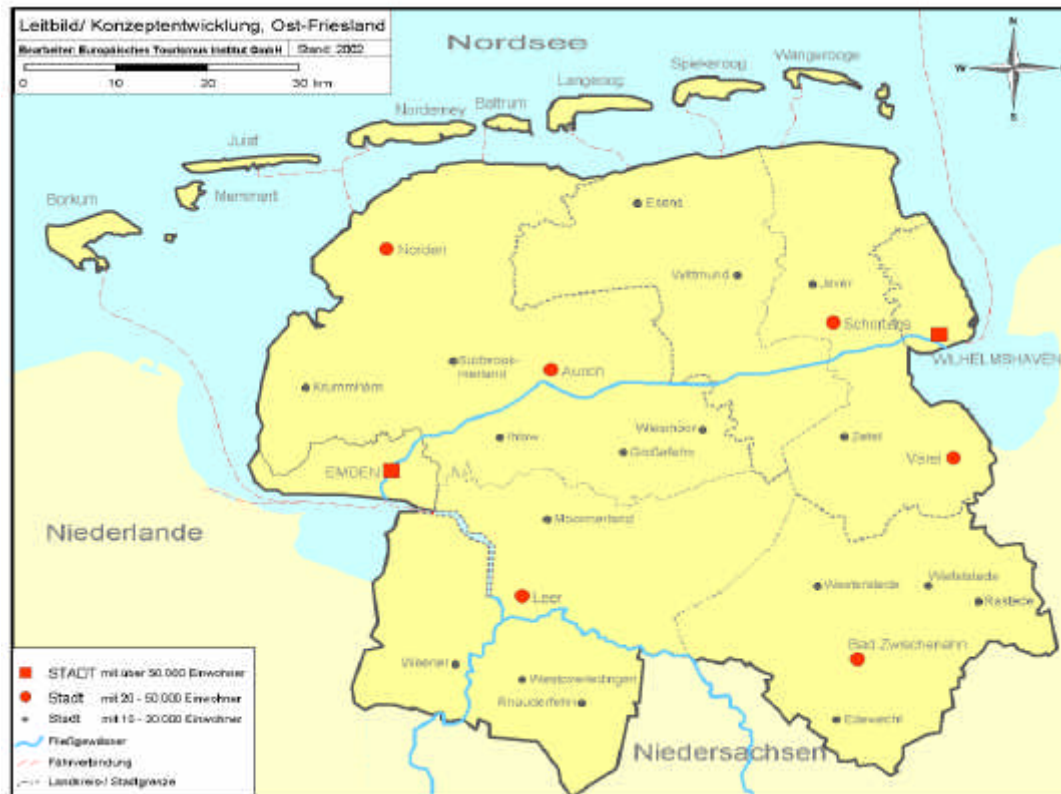 Leitbild/ Konzeptentwicklung, Ost-Friesland
Bearbeiter: Europäisches Tourismus Institut GmbH Stand: 2002
0 10 20 30 km
Nordsee
N
W
S
Wangerooge
Spiekeroog
Langeoog
Baltrum
Norderney
Juist
Memmert
Borkum
Esens
Norden
Wittmund
Jever
Schortens
WILHELMSHAVEN
Aurich
Krummhörn
Ihlow
Wiesmoor
Großefehn
Zetel
Varel
EMDEN
Niederlande
Moormerland
Leer
Westerstede
Wiefelstede
Rastede
Bad Zwischenahn
Weener
Westoverledingen
Rhauderfehn
Edewecht
Niedersachsen
STADT mit über 50.000 Einwohner
Stadt mit 20 - 50.000 Einwohner
Stadt mit 10 - 20.000 Einwohner
Fließgewässer
Fährverbindung
Landkreis-/ Stadtgrenze